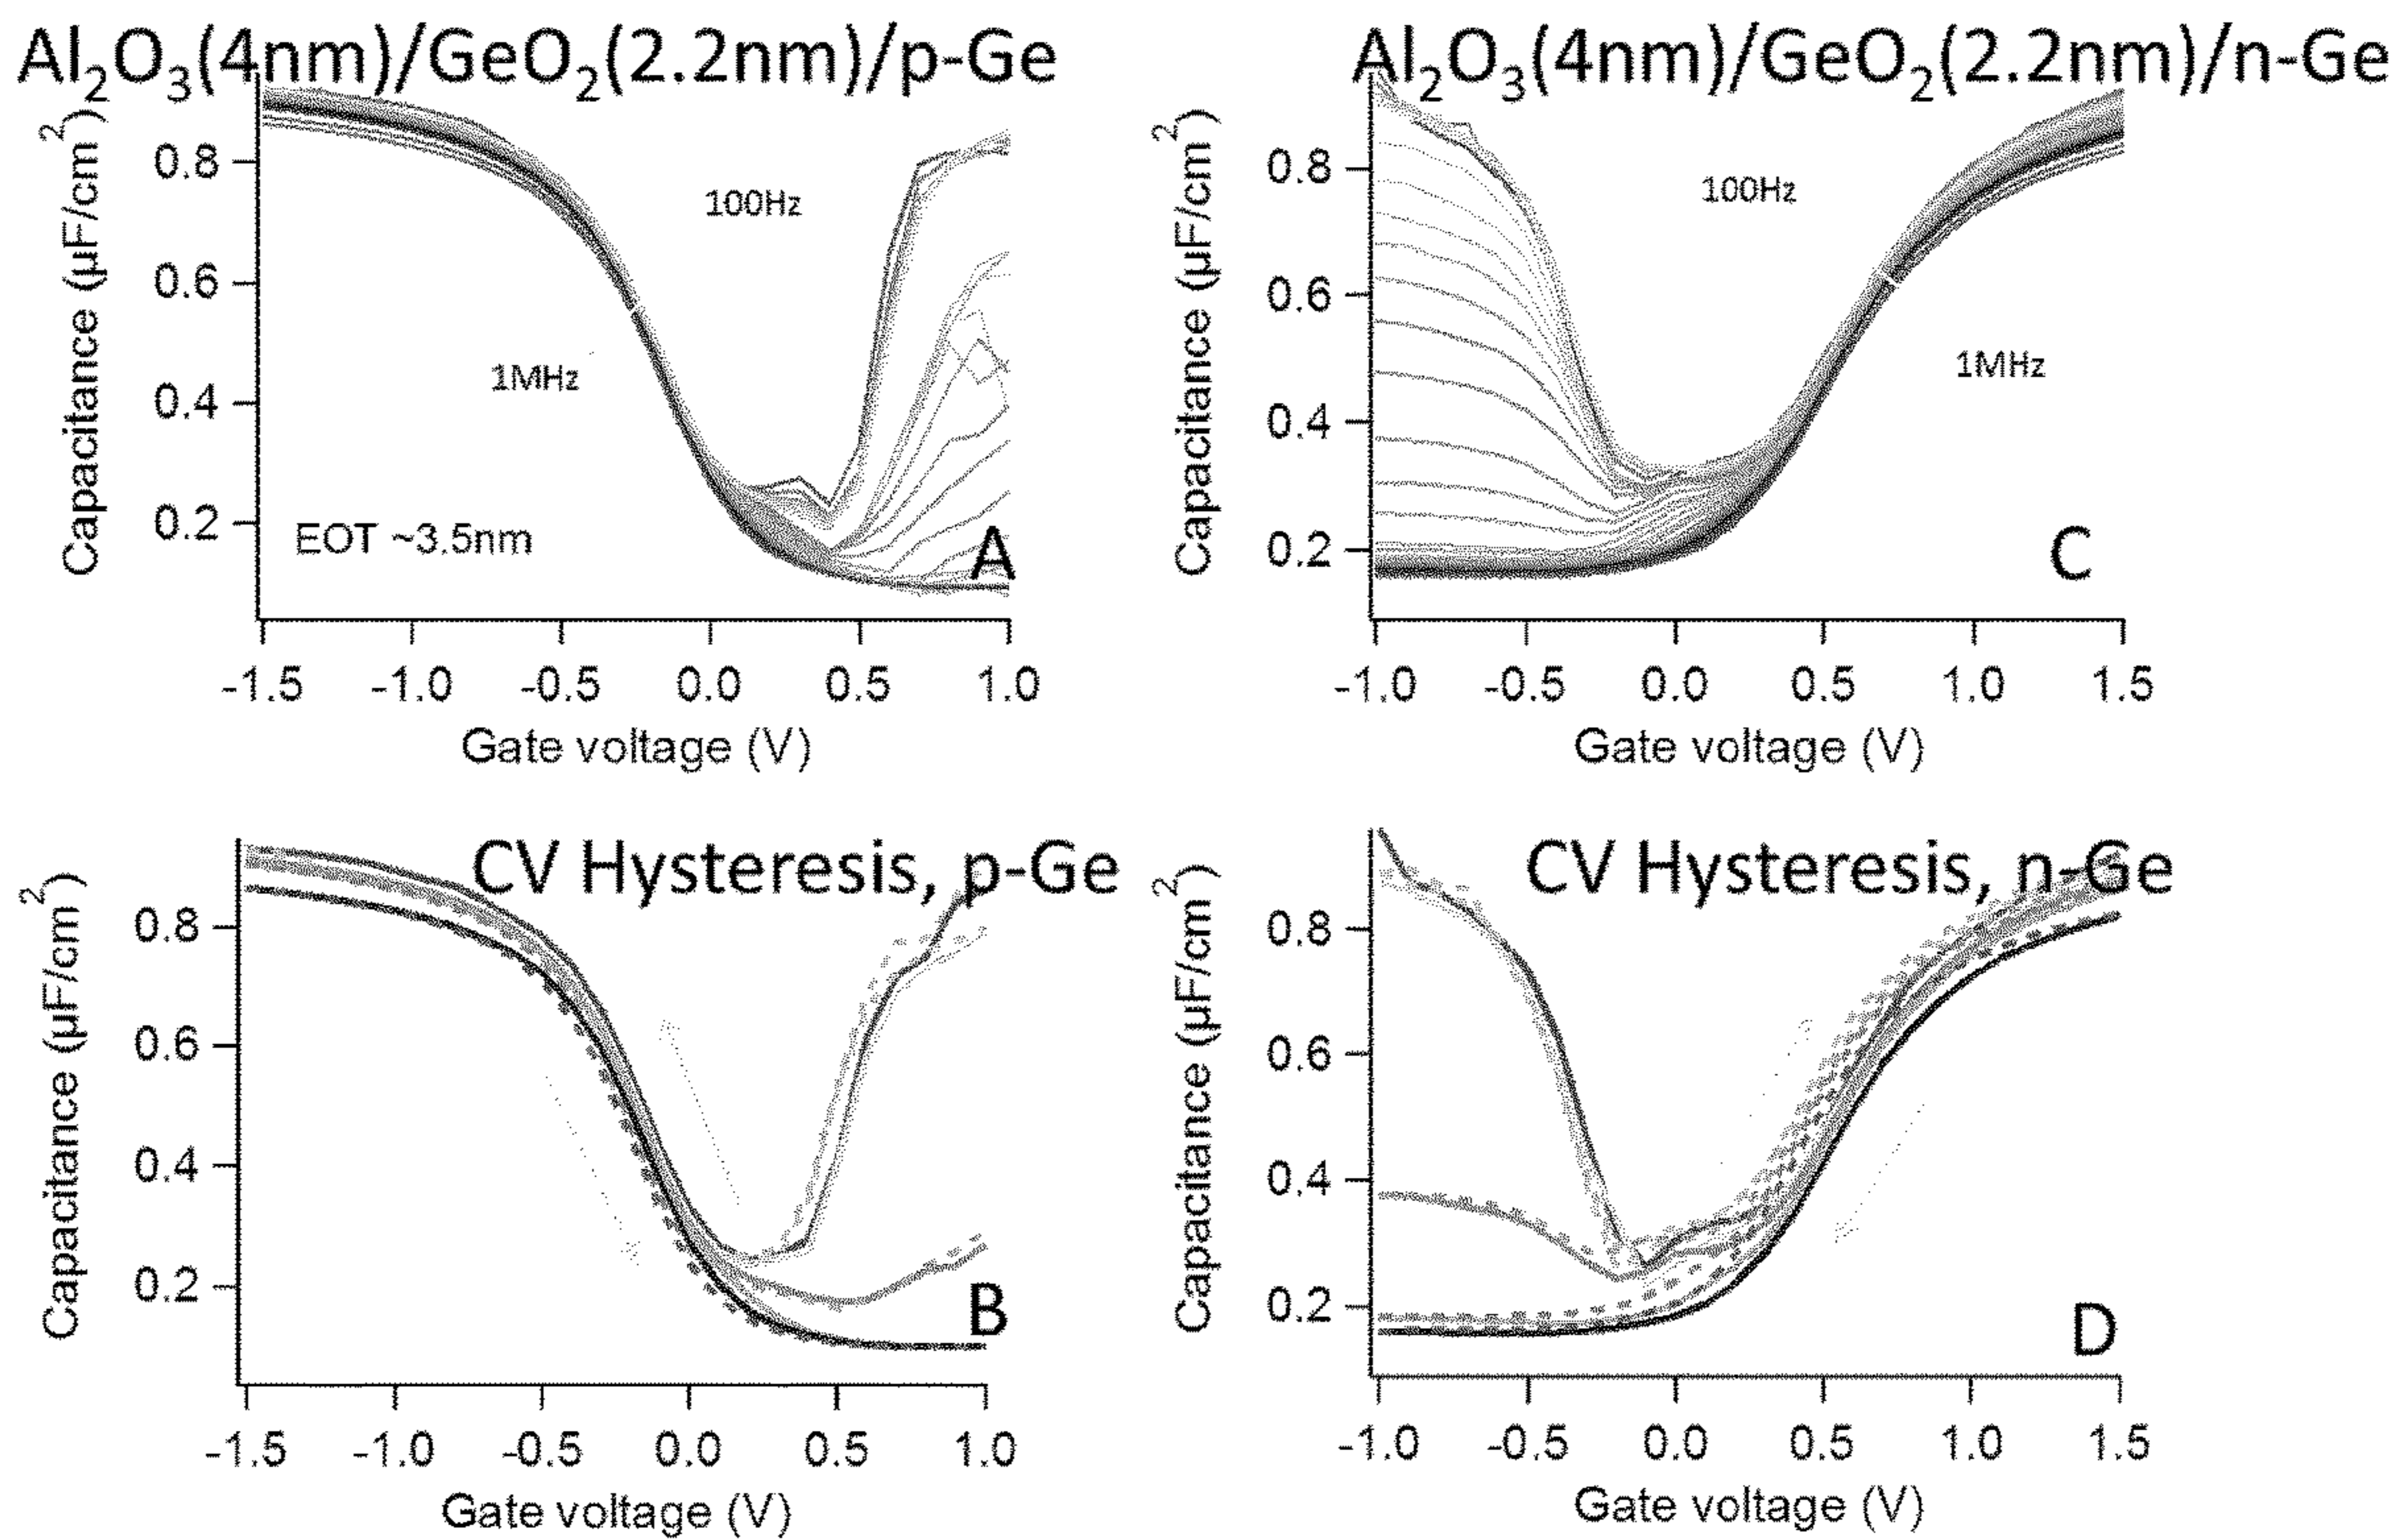 Al₂O₃(4nm)/GeO₂(2.2nm)/p-Ge
Capacitance (µF/cm²)
0.8
0.6
0.4
0.2
100Hz
1MHz
EOT ~3.5nm
A
-1.5 -1.0 -0.5 0.0 0.5 1.0
Gate voltage (V)
Al₂O₃(4nm)/GeO₂(2.2nm)/n-Ge
Capacitance (µF/cm²)
0.8
0.6
0.4
0.2
100Hz
1MHz
C
-1.0 -0.5 0.0 0.5 1.0 1.5
Gate voltage (V)
CV Hysteresis, p-Ge
Capacitance (µF/cm²)
0.8
0.6
0.4
0.2
B
-1.5 -1.0 -0.5 0.0 0.5 1.0
Gate voltage (V)
CV Hysteresis, n-Ge
Capacitance (µF/cm²)
0.8
0.6
0.4
0.2
D
-1.0 -0.5 0.0 0.5 1.0 1.5
Gate voltage (V)